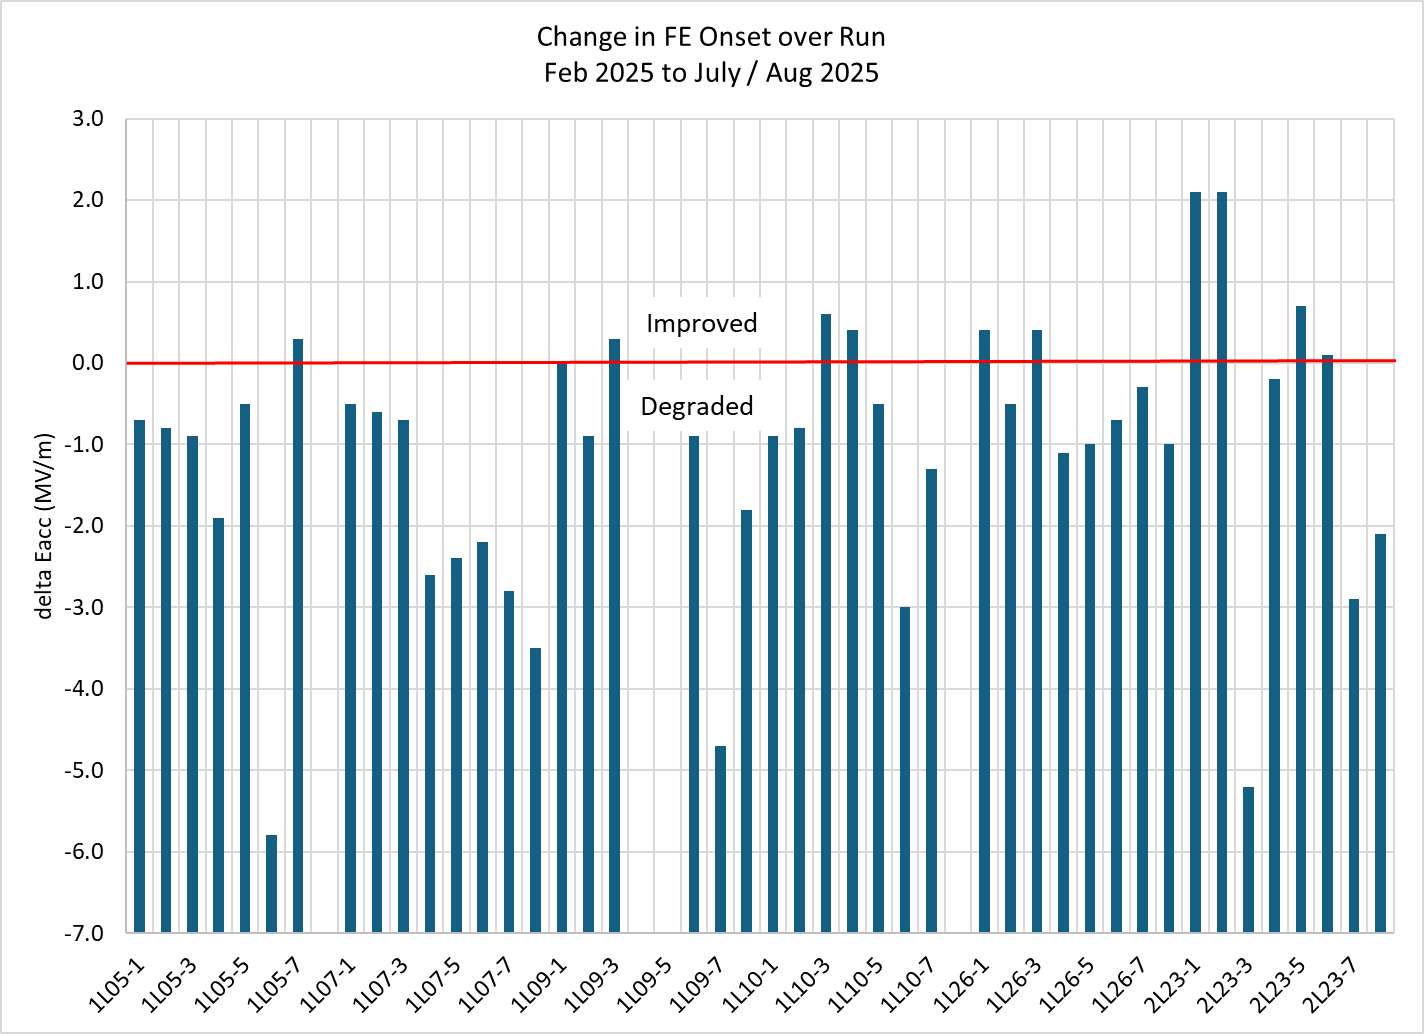 Change in FE Onset over Run
Feb 2025 to July / Aug 2025
3.0
2.0
1.0
0.0
-1.0
-2.0
-3.0
-4.0
-5.0
-6.0
-7.0
delta Eacc (MV/m)
Improved
Degraded
1L05-1
1L05-3
1L05-5
1L05-7
1L07-1
1L07-3
1L07-5
1L07-7
1L09-1
1L09-3
1L09-5
1L09-7
1L10-1
1L10-3
1L10-5
1L10-7
1L26-1
1L26-3
1L26-5
1L26-7
2L23-1
2L23-3
2L23-5
2L23-7